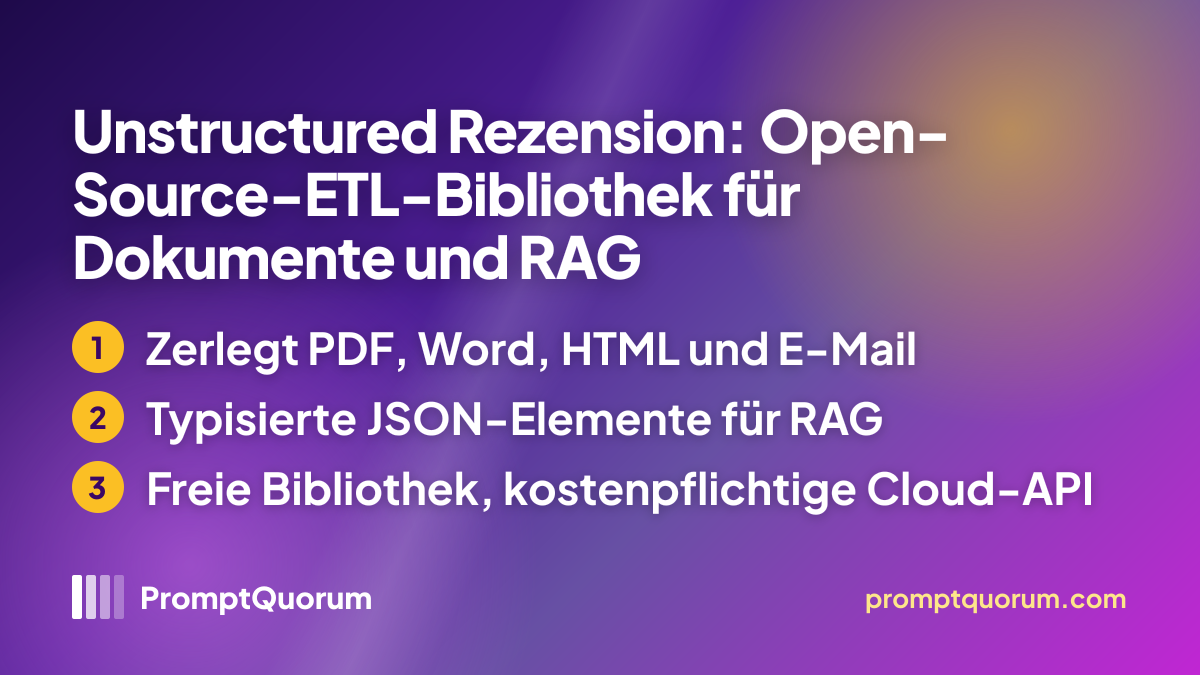 Unstructured Rezension: Open-
Source-ETL-Bibliothek für
Dokumente und RAG
1 Zerlegt PDF, Word, HTML und E-Mail
2 Typisierte JSON-Elemente für RAG
3 Freie Bibliothek, kostenpflichtige Cloud-API
PromptQuorum
promptquorum.com